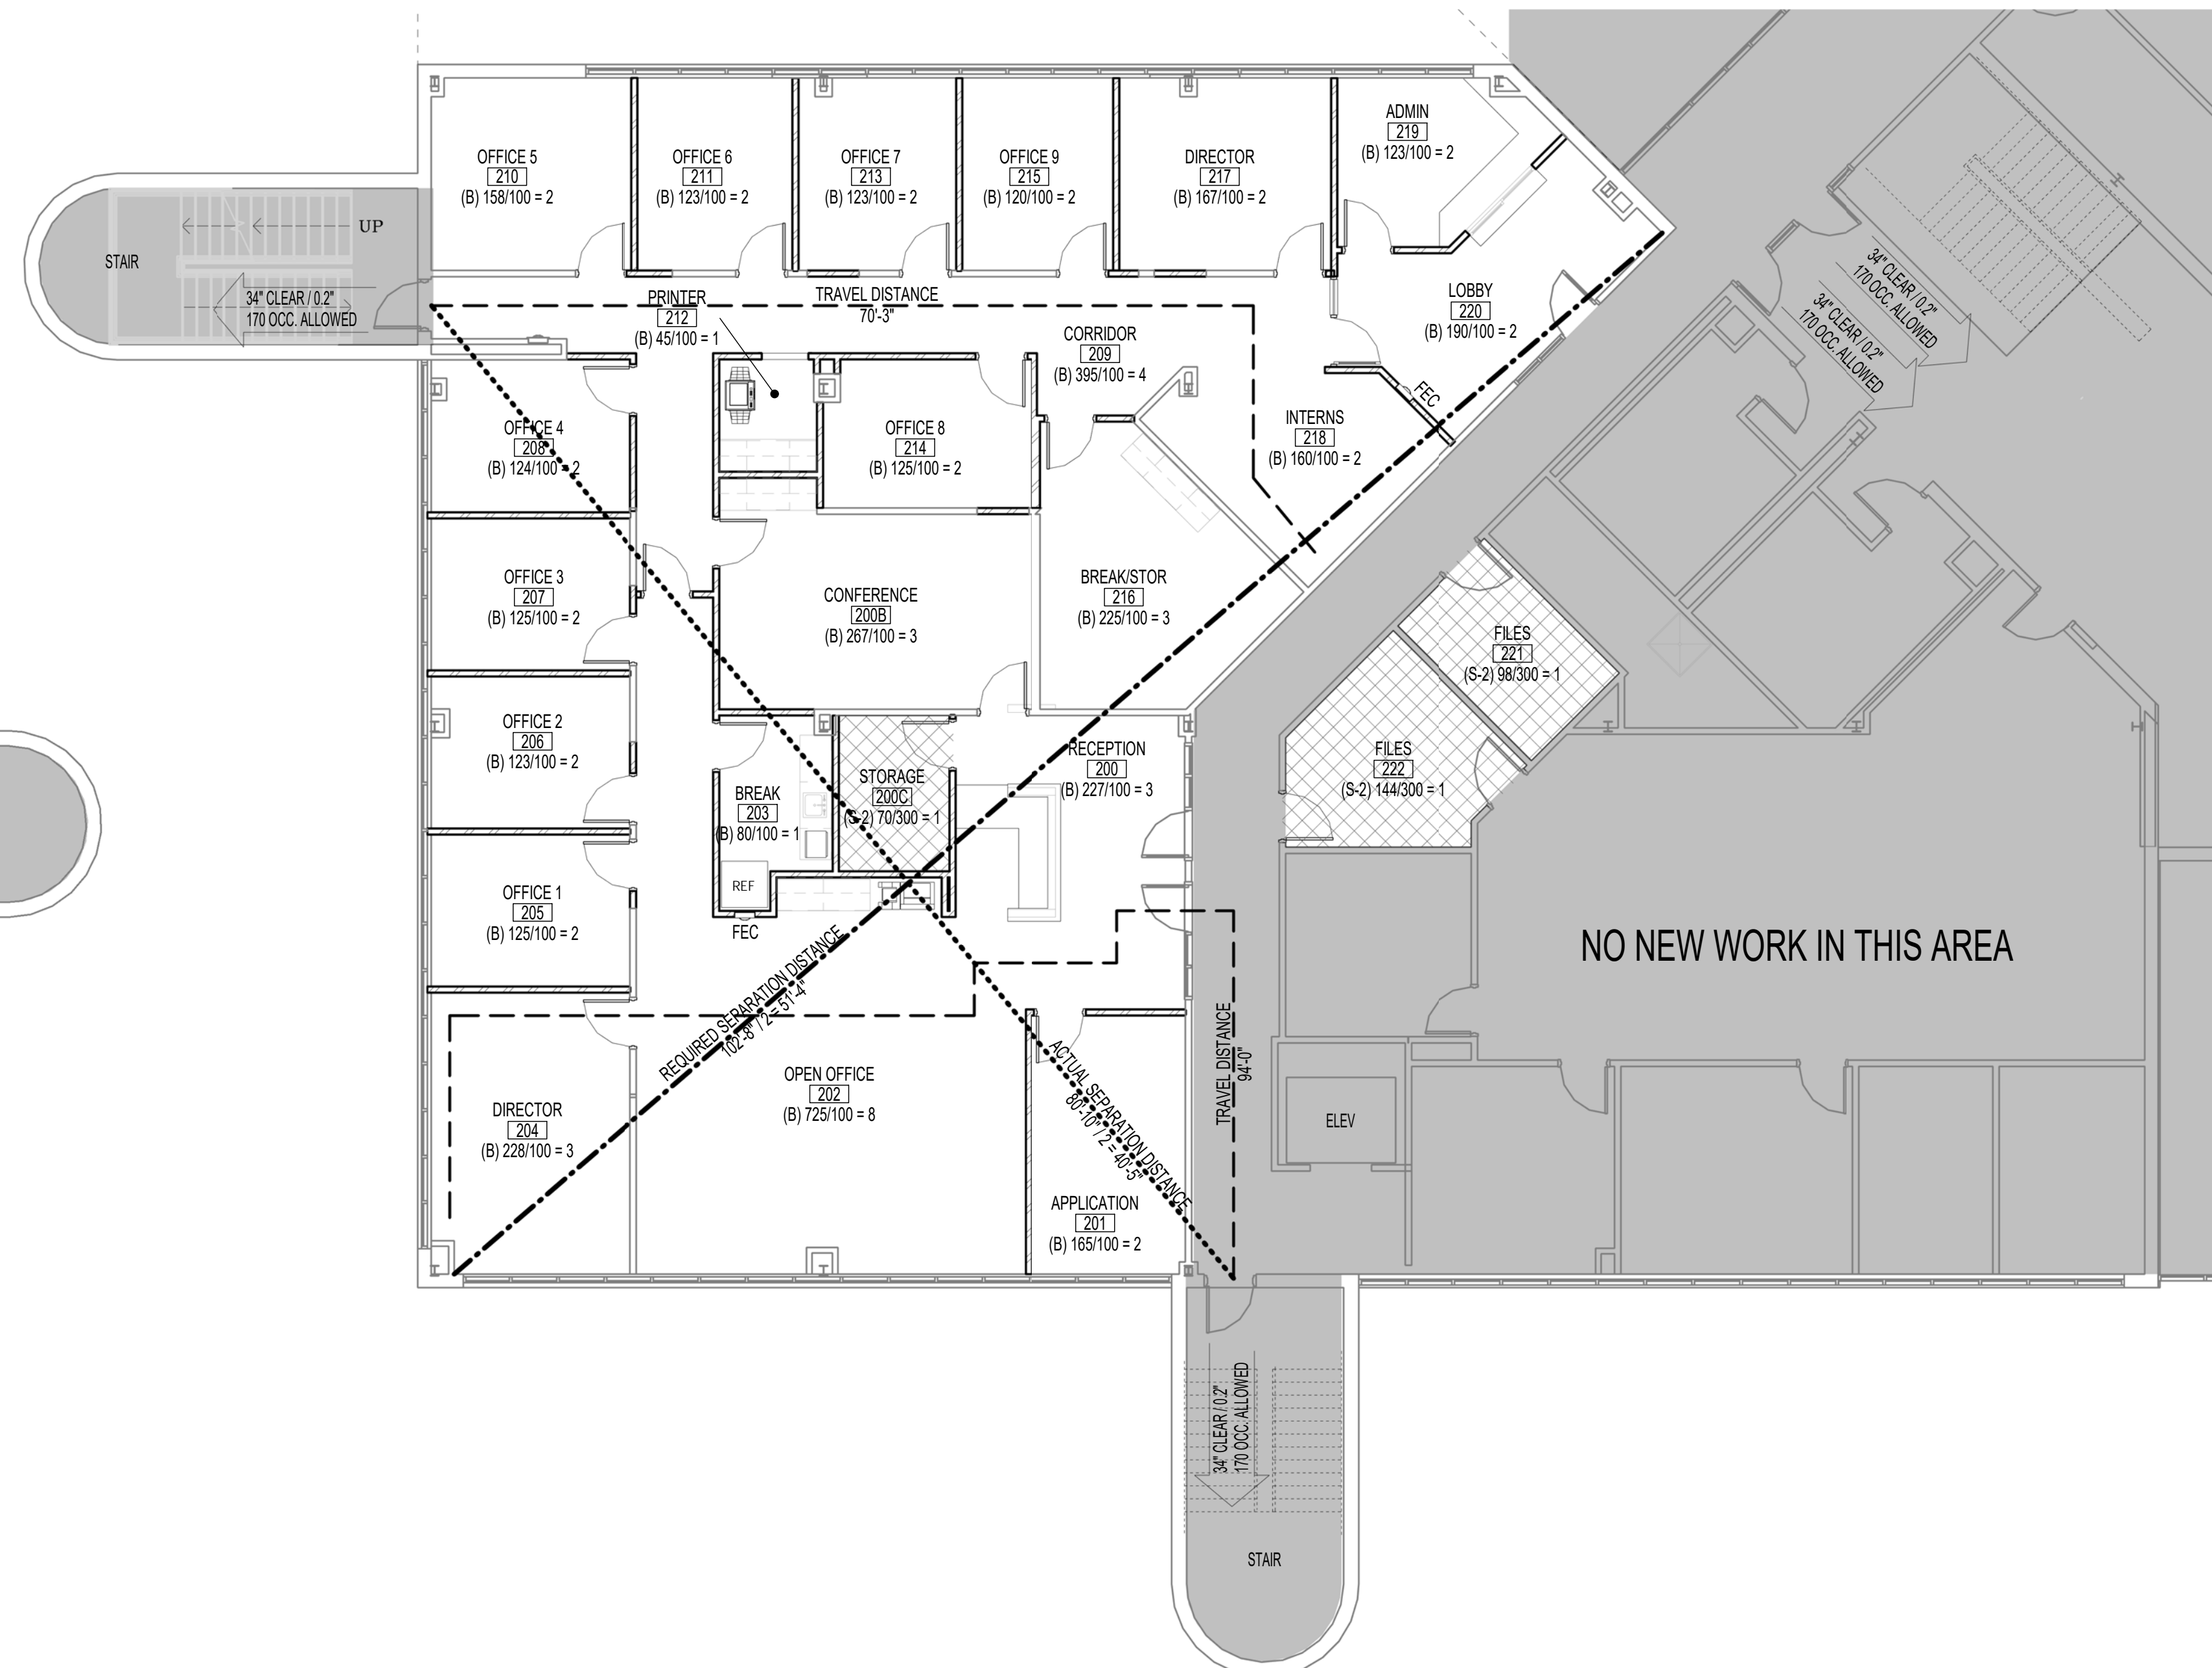 OFFICE 5
210
(B) 158/100 = 2
OFFICE 6
211
(B) 123/100 = 2
OFFICE 7
213
(B) 123/100 = 2
OFFICE 9
215
(B) 120/100 = 2
DIRECTOR
217
(B) 167/100 = 2
ADMIN
219
(B) 123/100 = 2
STAIR
UP
34" CLEAR / 0.2"
170 OCC. ALLOWED
PRINTER
212
(B) 45/100 = 1
TRAVEL DISTANCE
70'-3"
CORRIDOR
209
(B) 395/100 = 4
LOBBY
220
(B) 190/100 = 2
34" CLEAR / 0.2"
170 OCC. ALLOWED
34" CLEAR / 0.2"
170 OCC. ALLOWED
FEC
OFFICE 4
208
(B) 124/100 = 2
OFFICE 8
214
(B) 125/100 = 2
INTERNS
218
(B) 160/100 = 2
OFFICE 3
207
(B) 125/100 = 2
CONFERENCE
200B
(B) 267/100 = 3
BREAK/STOR
216
(B) 225/100 = 3
FILES
221
(S-2) 98/300 = 1
OFFICE 2
206
(B) 123/100 = 2
BREAK
203
(B) 80/100 = 1
STORAGE
200C
(S-2) 70/300 = 1
RECEPTION
200
(B) 227/100 = 3
FILES
222
(S-2) 144/300 = 1
OFFICE 1
205
(B) 125/100 = 2
REF
FEC
NO NEW WORK IN THIS AREA
REQUIRED SEPARATION DISTANCE
102'-8" / 2 = 51'-4"
ACTUAL SEPARATION DISTANCE
80'-10" / 2 = 40'-5"
TRAVEL DISTANCE
94'-0"
OPEN OFFICE
202
(B) 725/100 = 8
DIRECTOR
204
(B) 228/100 = 3
ELEV
APPLICATION
201
(B) 165/100 = 2
34" CLEAR / 0.2"
170 OCC. ALLOWED
STAIR